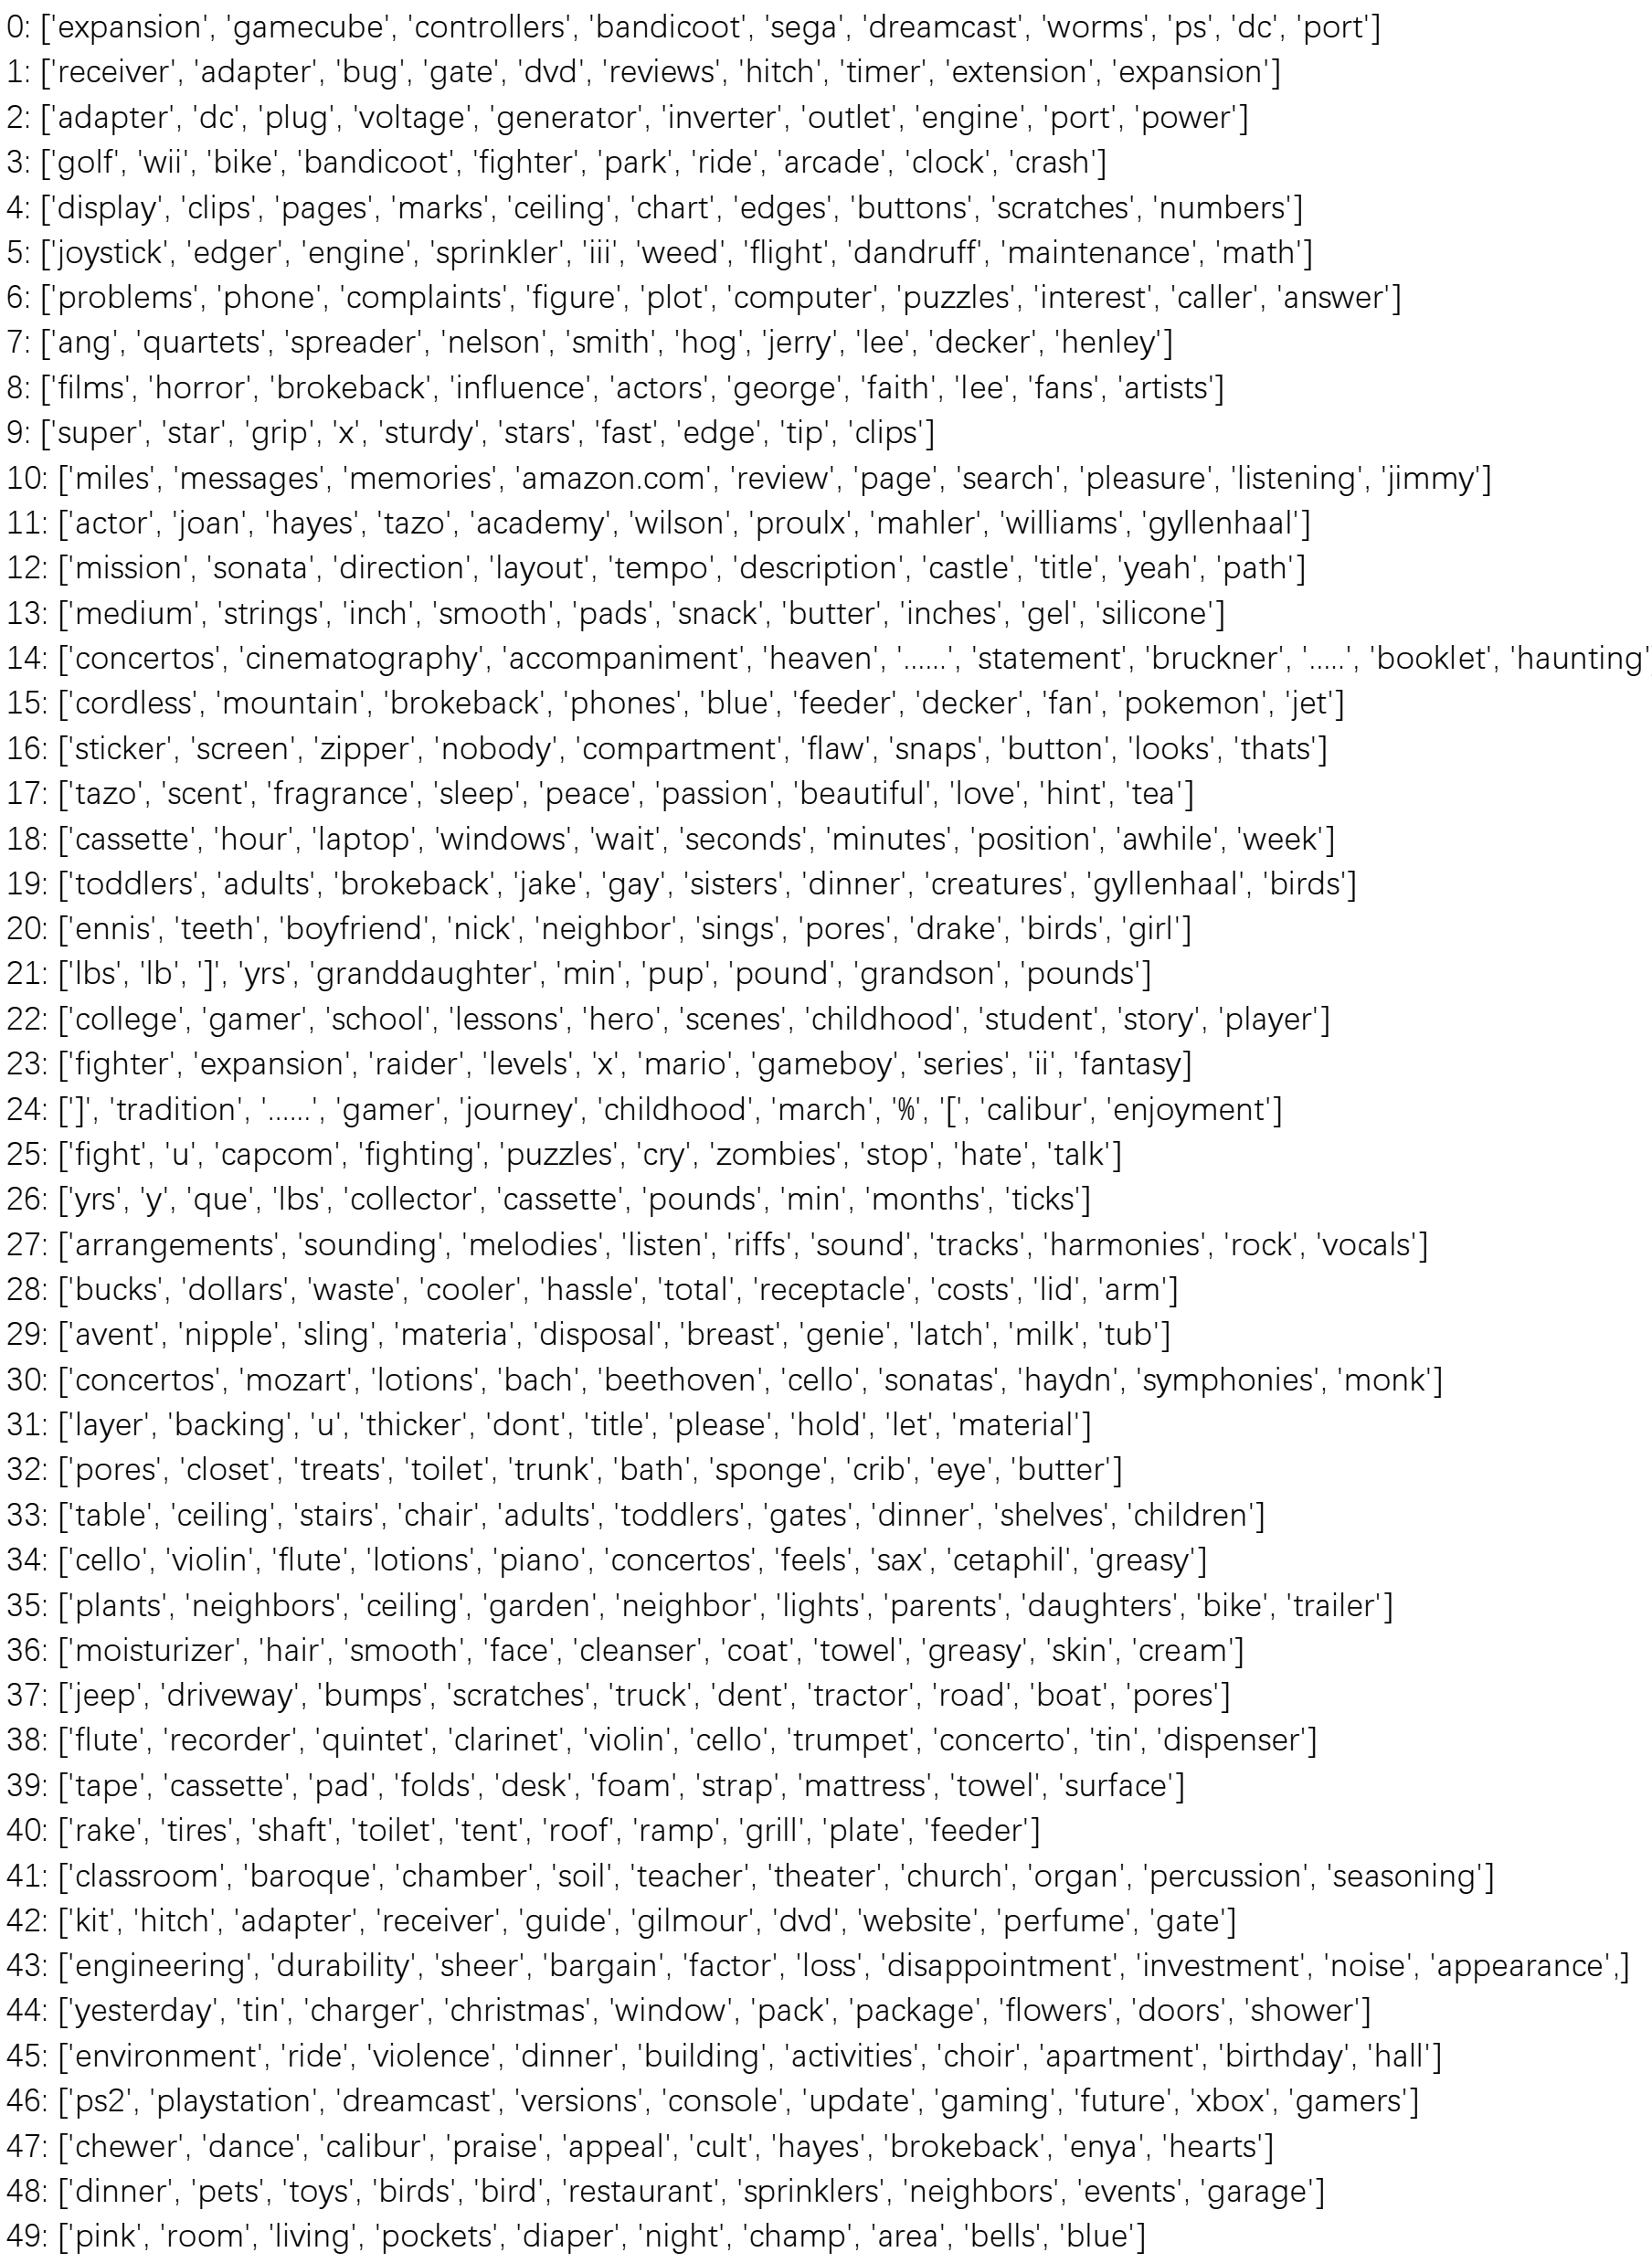 0: ['expansion', 'gamecube', 'controllers', 'bandicoot', 'sega', 'dreamcast', 'worms', 'ps', 'dc', 'port']
1: ['receiver', 'adapter', 'bug', 'gate', 'dvd', 'reviews', 'hitch', 'timer', 'extension', 'expansion']
2: ['adapter', 'dc', 'plug', 'voltage', 'generator', 'inverter', 'outlet', 'engine', 'port', 'power']
3: ['golf', 'wii', 'bike', 'bandicoot', 'fighter', 'park', 'ride', 'arcade', 'clock', 'crash']
4: ['display', 'clips', 'pages', 'marks', 'ceiling', 'chart', 'edges', 'buttons', 'scratches', 'numbers']
5: ['joystick', 'edger', 'engine', 'sprinkler', 'iii', 'weed', 'flight', 'dandruff', 'maintenance', 'math']
6: ['problems', 'phone', 'complaints', 'figure', 'plot', 'computer', 'puzzles', 'interest', 'caller', 'answer']
7: ['ang', 'quartets', 'spreader', 'nelson', 'smith', 'hog', 'jerry', 'lee', 'decker', 'henley']
8: ['films', 'horror', 'brokeback', 'influence', 'actors', 'george', 'faith', 'lee', 'fans', 'artists']
9: ['super', 'star', 'grip', 'x', 'sturdy', 'stars', 'fast', 'edge', 'tip', 'clips']
10: ['miles', 'messages', 'memories', 'amazon.com', 'review', 'page', 'search', 'pleasure', 'listening', 'jimmy']
11: ['actor', 'joan', 'hayes', 'tazo', 'academy', 'wilson', 'proulx', 'mahler', 'williams', 'gyllenhaal']
12: ['mission', 'sonata', 'direction', 'layout', 'tempo', 'description', 'castle', 'title', 'yeah', 'path']
13: ['medium', 'strings', 'inch', 'smooth', 'pads', 'snack', 'butter', 'inches', 'gel', 'silicone']
14: ['concertos', 'cinematography', 'accompaniment', 'heaven', '......', 'statement', 'bruckner', '.....', 'booklet', 'haunting',
15: ['cordless', 'mountain', 'brokeback', 'phones', 'blue', 'feeder', 'decker', 'fan', 'pokemon', 'jet']
16: ['sticker', 'screen', 'zipper', 'nobody', 'compartment', 'flaw', 'snaps', 'button', 'looks', 'thats']
17: ['tazo', 'scent', 'fragrance', 'sleep', 'peace', 'passion', 'beautiful', 'love', 'hint', 'tea']
18: ['cassette', 'hour', 'laptop', 'windows', 'wait', 'seconds', 'minutes', 'position', 'awhile', 'week']
19: ['toddlers', 'adults', 'brokeback', 'jake', 'gay', 'sisters', 'dinner', 'creatures', 'gyllenhaal', 'birds']
20: ['ennis', 'teeth', 'boyfriend', 'nick', 'neighbor', 'sings', 'pores', 'drake', 'birds', 'girl']
21: ['lbs', 'lb', ']', 'yrs', 'granddaughter', 'min', 'pup', 'pound', 'grandson', 'pounds']
22: ['college', 'gamer', 'school', 'lessons', 'hero', 'scenes', 'childhood', 'student', 'story', 'player']
23: ['fighter', 'expansion', 'raider', 'levels', 'x', 'mario', 'gameboy', 'series', 'ii', 'fantasy]
24: [']', 'tradition', '......', 'gamer', 'journey', 'childhood', 'march', '%', '[', 'calibur', 'enjoyment']
25: ['fight', 'u', 'capcom', 'fighting', 'puzzles', 'cry', 'zombies', 'stop', 'hate', 'talk']
26: ['yrs', 'y', 'que', 'lbs', 'collector', 'cassette', 'pounds', 'min', 'months', 'ticks']
27: ['arrangements', 'sounding', 'melodies', 'listen', 'riffs', 'sound', 'tracks', 'harmonies', 'rock', 'vocals']
28: ['bucks', 'dollars', 'waste', 'cooler', 'hassle', 'total', 'receptacle', 'costs', 'lid', 'arm']
29: ['avent', 'nipple', 'sling', 'materia', 'disposal', 'breast', 'genie', 'latch', 'milk', 'tub']
30: ['concertos', 'mozart', 'lotions', 'bach', 'beethoven', 'cello', 'sonatas', 'haydn', 'symphonies', 'monk']
31: ['layer', 'backing', 'u', 'thicker', 'dont', 'title', 'please', 'hold', 'let', 'material']
32: ['pores', 'closet', 'treats', 'toilet', 'trunk', 'bath', 'sponge', 'crib', 'eye', 'butter']
33: ['table', 'ceiling', 'stairs', 'chair', 'adults', 'toddlers', 'gates', 'dinner', 'shelves', 'children']
34: ['cello', 'violin', 'flute', 'lotions', 'piano', 'concertos', 'feels', 'sax', 'cetaphil', 'greasy']
35: ['plants', 'neighbors', 'ceiling', 'garden', 'neighbor', 'lights', 'parents', 'daughters', 'bike', 'trailer']
36: ['moisturizer', 'hair', 'smooth', 'face', 'cleanser', 'coat', 'towel', 'greasy', 'skin', 'cream']
37: ['jeep', 'driveway', 'bumps', 'scratches', 'truck', 'dent', 'tractor', 'road', 'boat', 'pores']
38: ['flute', 'recorder', 'quintet', 'clarinet', 'violin', 'cello', 'trumpet', 'concerto', 'tin', 'dispenser']
39: ['tape', 'cassette', 'pad', 'folds', 'desk', 'foam', 'strap', 'mattress', 'towel', 'surface']
40: ['rake', 'tires', 'shaft', 'toilet', 'tent', 'roof', 'ramp', 'grill', 'plate', 'feeder']
41: ['classroom', 'baroque', 'chamber', 'soil', 'teacher', 'theater', 'church', 'organ', 'percussion', 'seasoning']
42: ['kit', 'hitch', 'adapter', 'receiver', 'guide', 'gilmour', 'dvd', 'website', 'perfume', 'gate']
43: ['engineering', 'durability', 'sheer', 'bargain', 'factor', 'loss', 'disappointment', 'investment', 'noise', 'appearance',]
44: ['yesterday', 'tin', 'charger', 'christmas', 'window', 'pack', 'package', 'flowers', 'doors', 'shower']
45: ['environment', 'ride', 'violence', 'dinner', 'building', 'activities', 'choir', 'apartment', 'birthday', 'hall']
46: ['ps2', 'playstation', 'dreamcast', 'versions', 'console', 'update', 'gaming', 'future', 'xbox', 'gamers']
47: ['chewer', 'dance', 'calibur', 'praise', 'appeal', 'cult', 'hayes', 'brokeback', 'enya', 'hearts']
48: ['dinner', 'pets', 'toys', 'birds', 'bird', 'restaurant', 'sprinklers', 'neighbors', 'events', 'garage']
49: ['pink', 'room', 'living', 'pockets', 'diaper', 'night', 'champ', 'area', 'bells', 'blue']